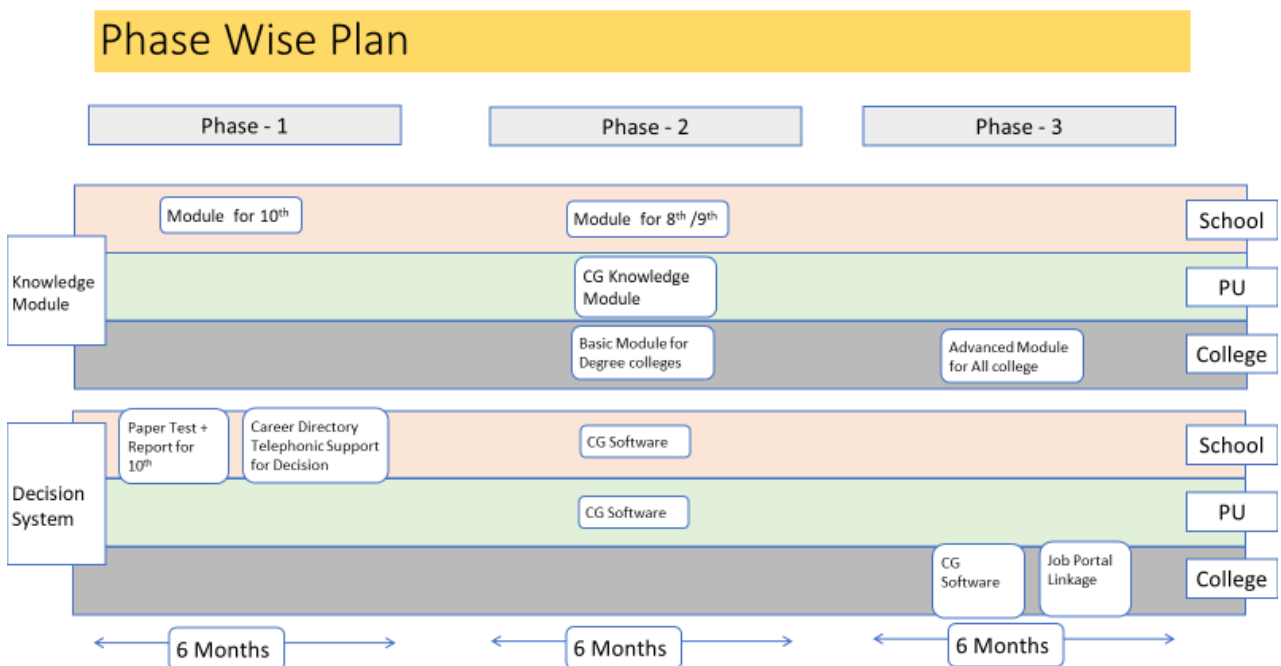 Phase Wise Plan
Phase - 1
Phase - 2
Phase - 3
Knowledge
Module
Module for 10th
Module for 8th /9th
School
CG Knowledge
Module
PU
Basic Module for
Degree colleges
Advanced Module
for All college
College
Decision
System
Paper Test +
Report for
10th
Career Directory
Telephonic Support
for Decision
CG Software
School
CG Software
PU
CG
Software
Job Portal
Linkage
College
6 Months
6 Months
6 Months